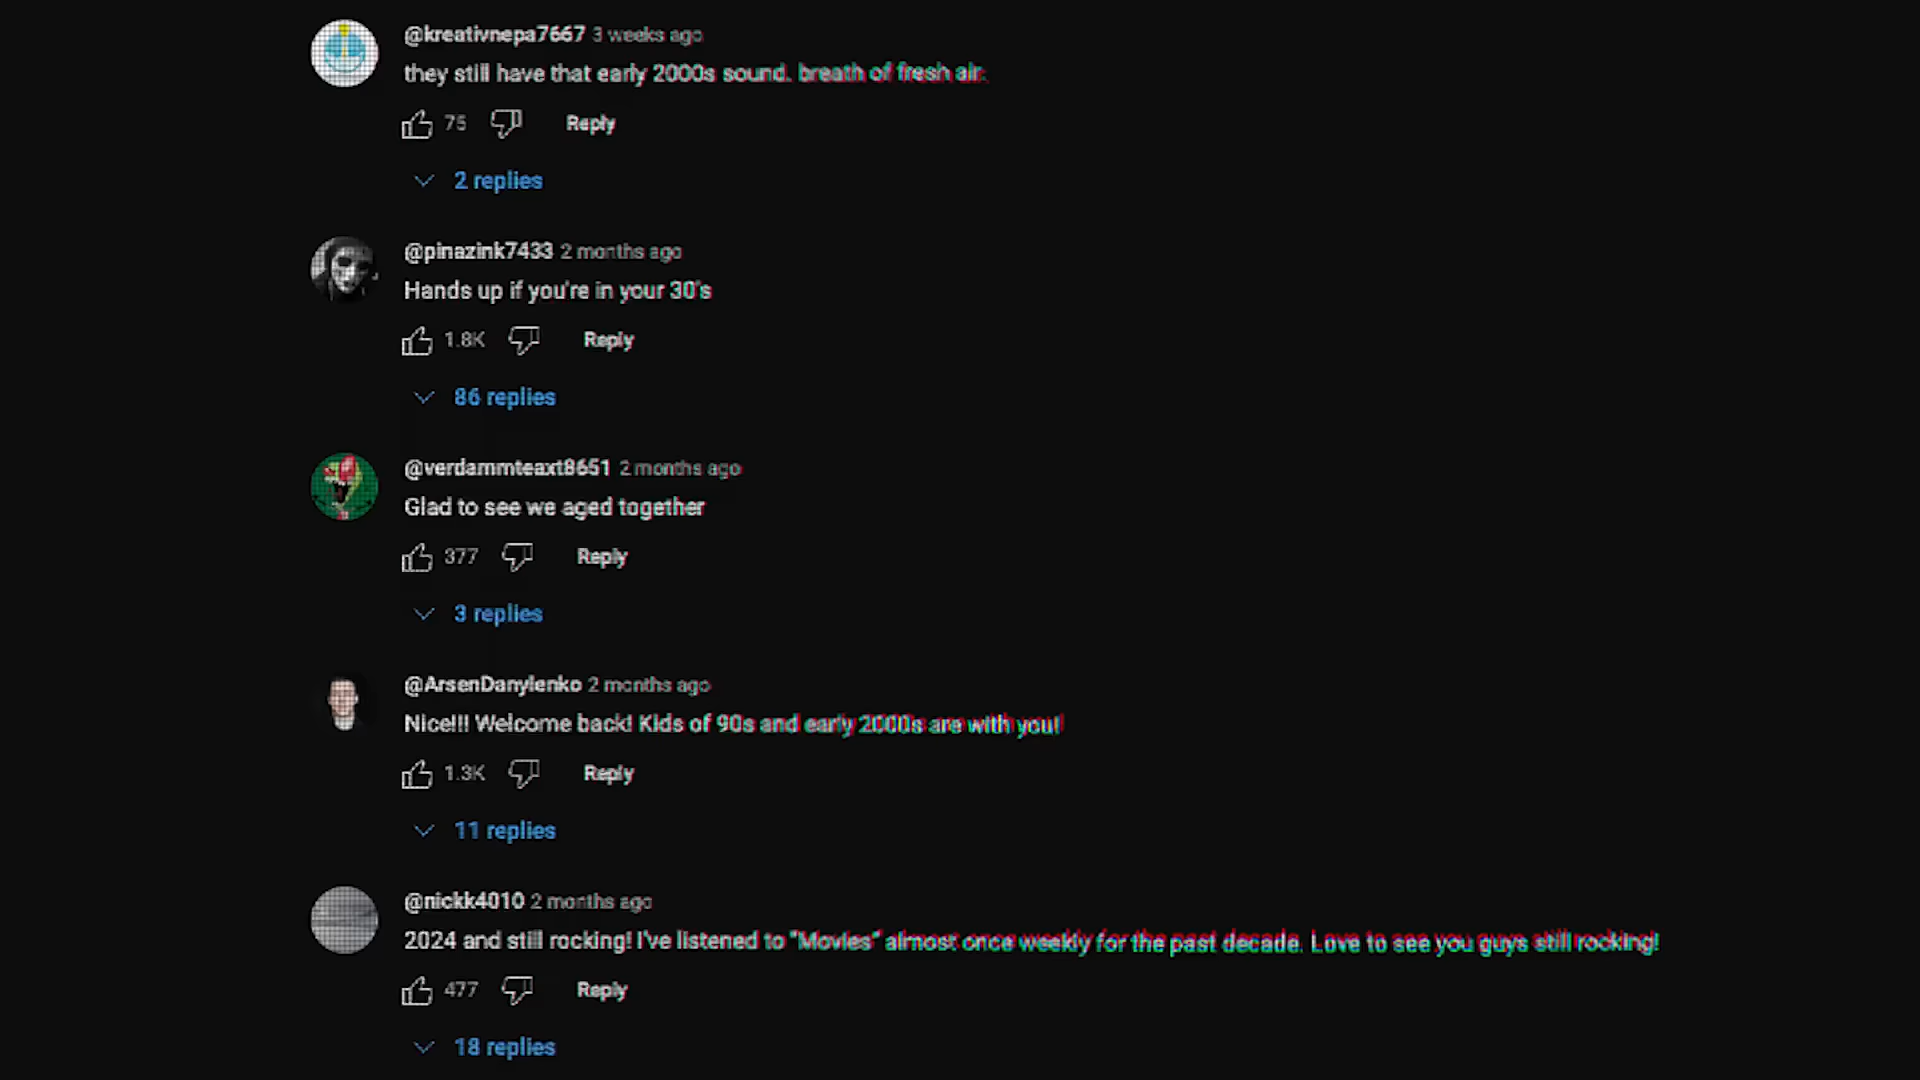 @kreativnepa7667 3 weeks ago
they still have that early 2000s sound. breath of fresh air.
75 Reply
2 replies
@pinazink7433 2 months ago
Hands up if you're in your 30's
1.8K Reply
86 replies
@verdammteaxt8651 2 months ago
Glad to see we aged together
377 Reply
3 replies
@ArsenDanylenko 2 months ago
Nice!!! Welcome back! Kids of 90s and early 2000s are with you!
1.3K Reply
11 replies
@nickk4010 2 months ago
2024 and still rocking! I've listened to "Movies" almost once weekly for the past decade. Love to see you guys still rocking!
477 Reply
18 replies